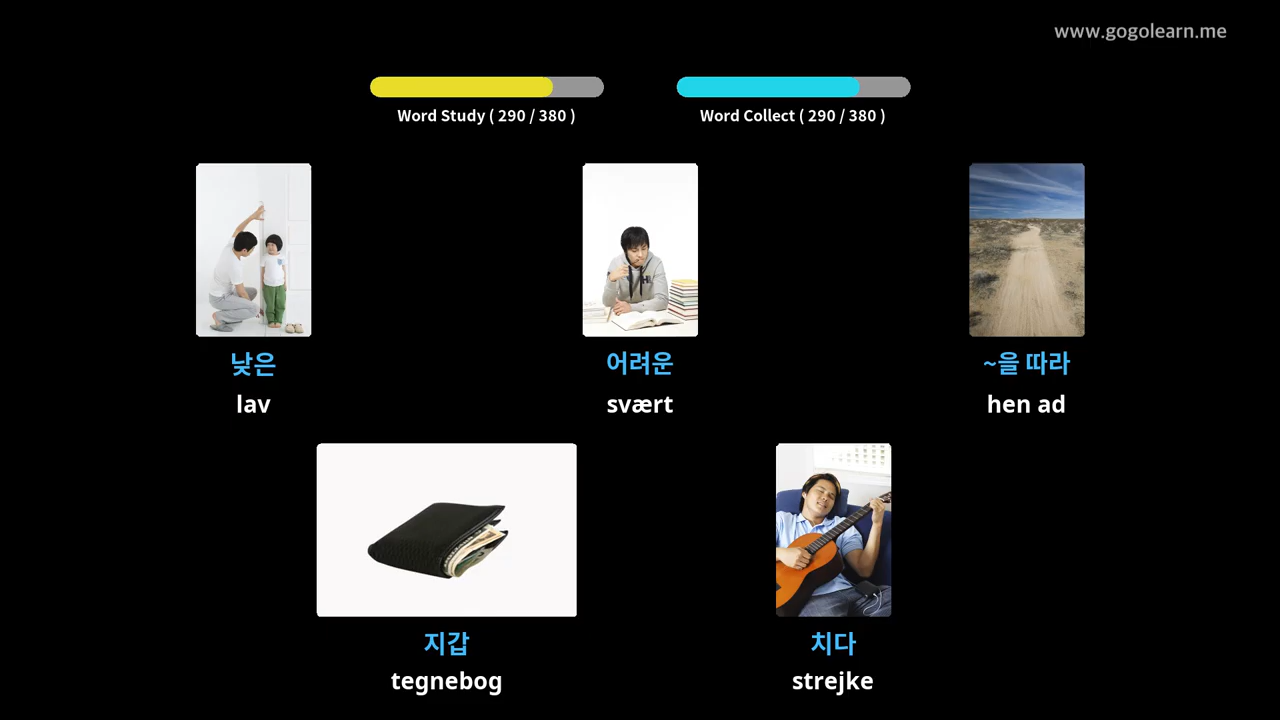 www.gogolearn.me
Word Study ( 290 / 380 )
Word Collect ( 290 / 380 )
낮은
lav
어려운
svært
~을 따라
hen ad
지갑
tegnebog
치다
strejke